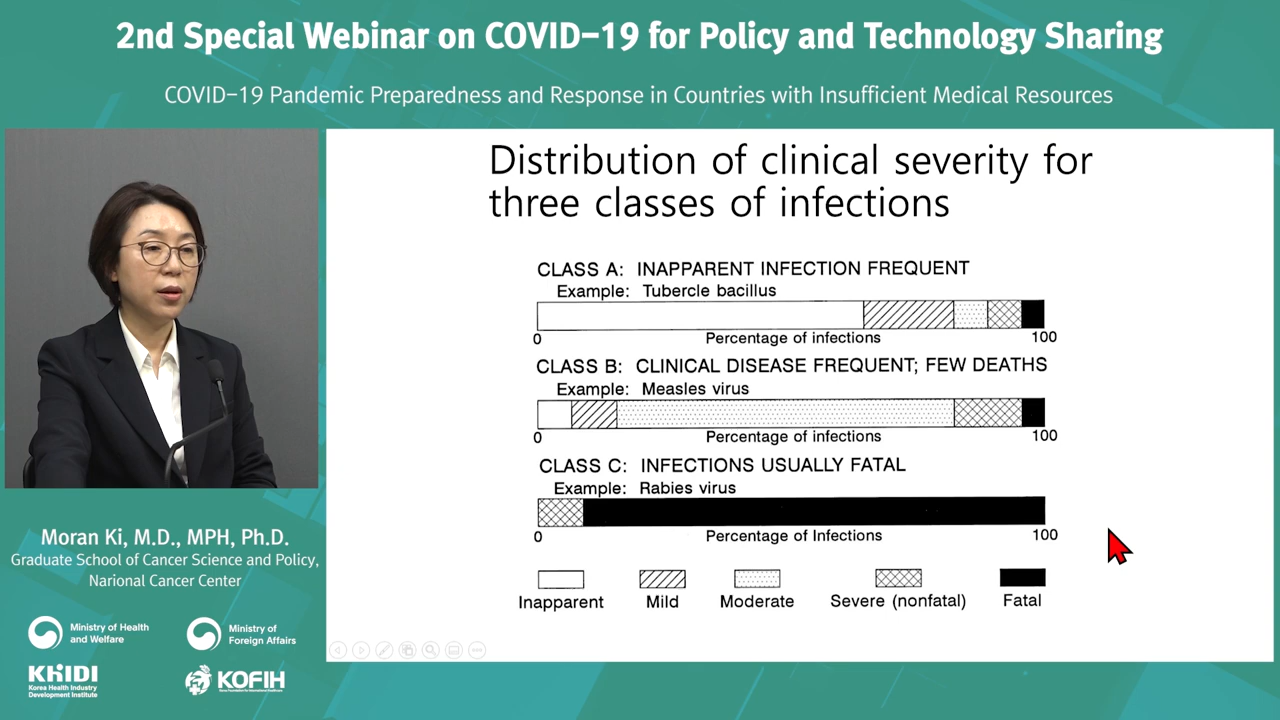 2nd Special Webinar on COVID-19 for Policy and Technology Sharing
COVID-19 Pandemic Preparedness and Response in Countries with Insufficient Medical Resources
Distribution of clinical severity for
three classes of infections
CLASS A: INAPPARENT INFECTION FREQUENT
Example: Tubercle bacillus
0 Percentage of infections 100
CLASS B: CLINICAL DISEASE FREQUENT; FEW DEATHS
Example: Measles virus
0 Percentage of infections 100
CLASS C: INFECTIONS USUALLY FATAL
Example: Rabies virus
0 Percentage of Infections 100
Inapparent Mild Moderate Severe (nonfatal) Fatal
Moran Ki, M.D., MPH, Ph.D.
Graduate School of Cancer Science and Policy,
Narional Cancer Center
Ministry of Health
and Welfare
Ministry of
Foreign Affairs
KHIDI
Korea Health Industry
Development Institute
KOFIH